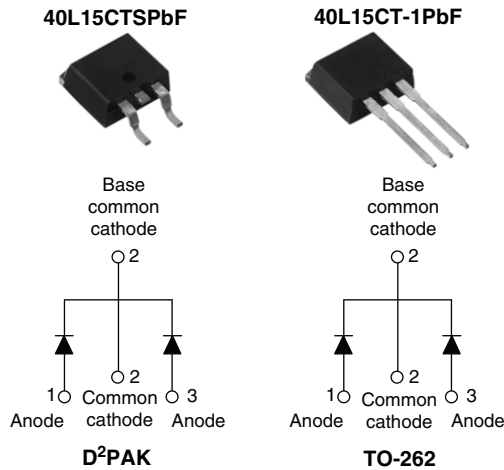 40L15CTSPbF
40L15CT-1PbF
Base
common
cathode
2
1
Anode
2
Common
cathode
3
Anode
D²PAK
Base
common
cathode
2
1
Anode
2
Common
cathode
3
Anode
TO-262